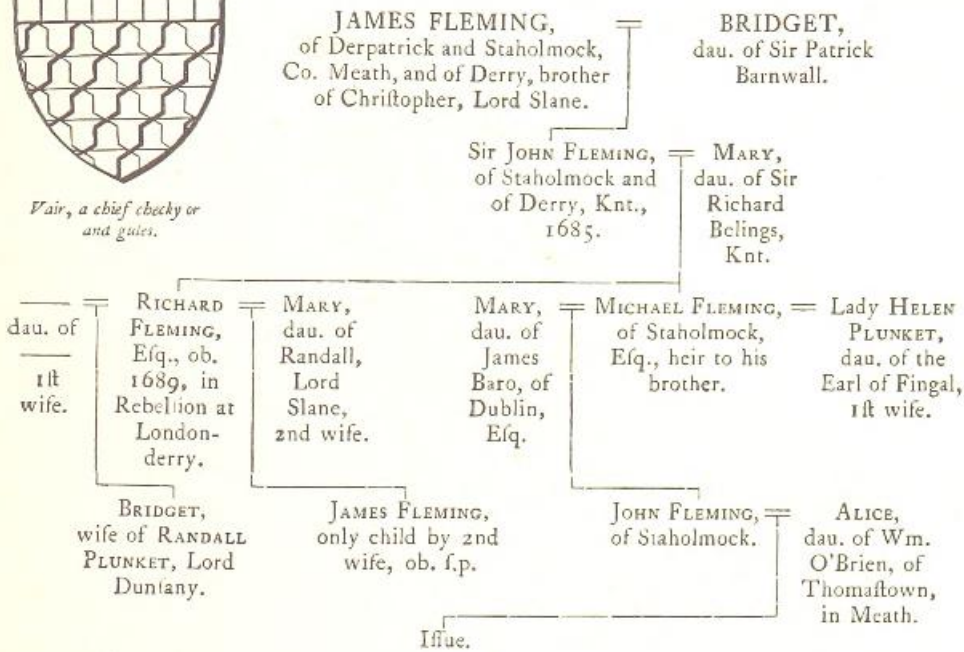 JAMES FLEMING,
of Derpatrick and Staholmock,
Co. Meath, and of Derry, brother
of Chriſtopher, Lord Slane.
BRIDGET,
dau. of Sir Patrick
Barnwall.
Vair, a chief checky or
and gules.
Sir JOHN FLEMING,
of Staholmock and
of Derry, Knt.,
1685.
MARY,
dau. of Sir
Richard
Belings,
Knt.
dau. of
1ſt
wife.
RICHARD
FLEMING,
Eſq., ob.
1689, in
Rebellion at
London-
derry.
MARY,
dau. of
Randall,
Lord
Slane,
2nd wife.
MARY,
dau. of
James
Baro, of
Dublin,
Eſq.
MICHAEL FLEMING,
of Staholmock,
Eſq., heir to his
brother.
Lady HELEN
PLUNKET,
dau. of the
Earl of Fingal,
1ſt wife.
BRIDGET,
wife of RANDALL
PLUNKET, Lord
Dunſany.
JAMES FLEMING,
only child by 2nd
wife, ob. ſ.p.
JOHN FLEMING,
of Staholmock.
ALICE,
dau. of Wm.
O'Brien, of
Thomaſtown,
in Meath.
Iſſue.